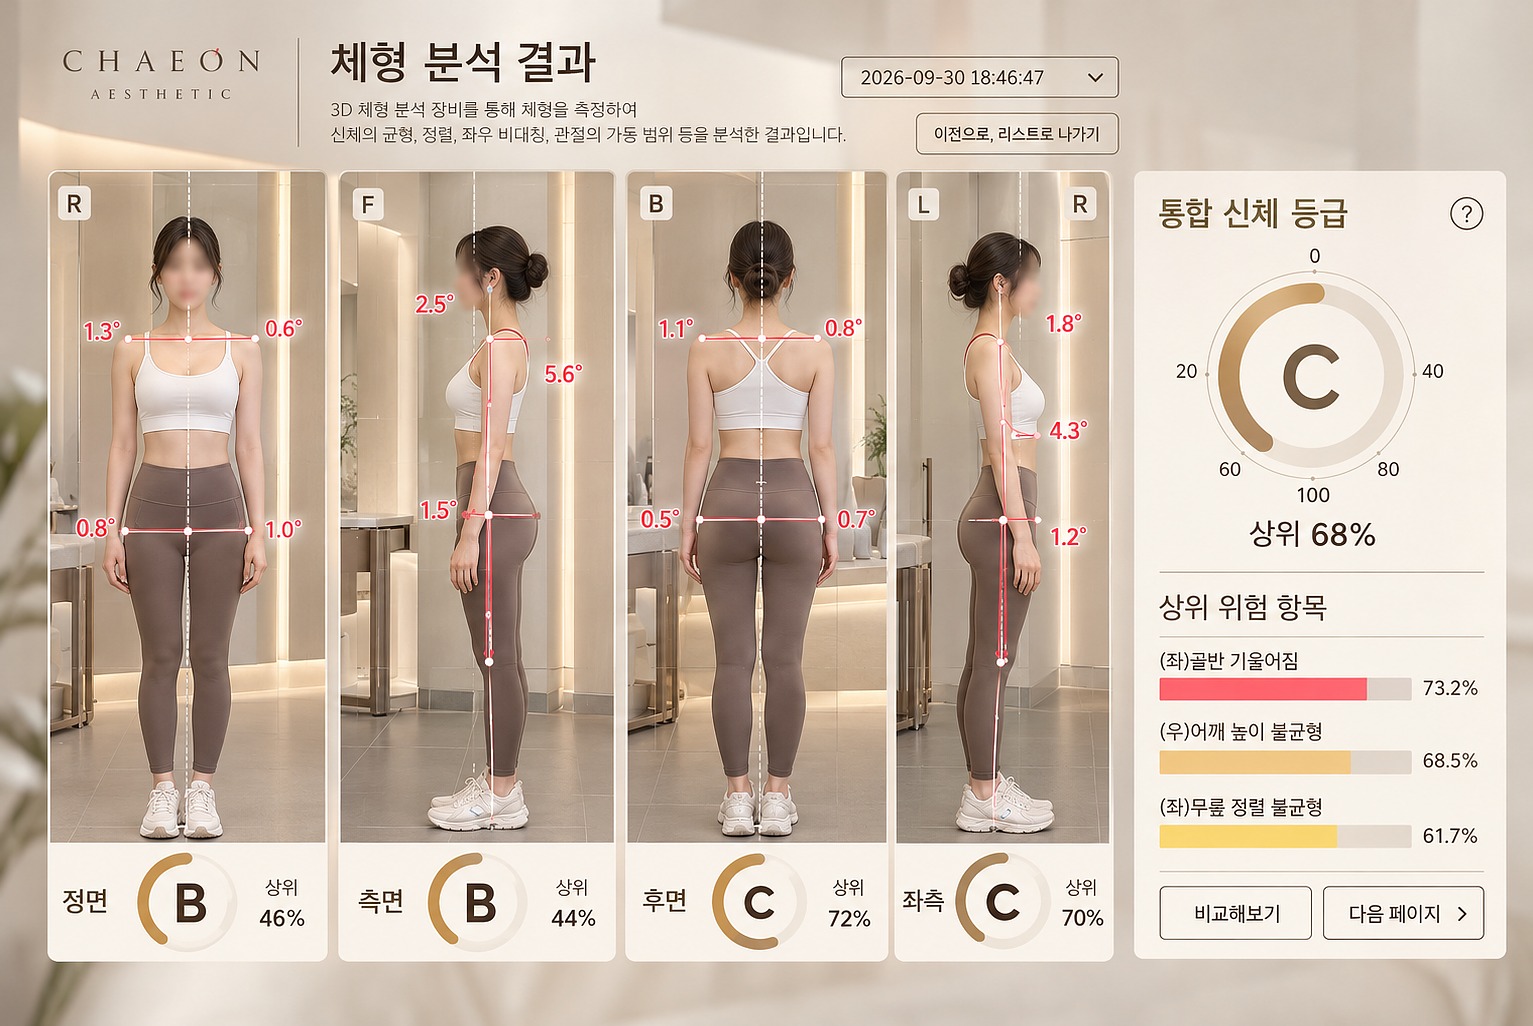 CHAEON
AESTHETIC
체형 분석 결과
3D 체형 분석 장비를 통해 체형을 측정하여
신체의 균형, 정렬, 좌우 비대칭, 관절의 가동 범위 등을 분석한 결과입니다.
2026-09-30 18:46:47
이전으로, 리스트로 나가기
R
1.3°
0.6°
0.8°
1.0°
정면
B
상위
46%
F
2.5°
5.6°
1.5°
측면
B
상위
44%
B
1.1°
0.8°
0.5°
0.7°
후면
C
상위
72%
L
R
1.8°
4.3°
1.2°
좌측
C
상위
70%
통합 신체 등급
?
0
20
40
C
60
80
100
상위 68%
상위 위험 항목
(좌)골반 기울어짐
73.2%
(우)어깨 높이 불균형
68.5%
(좌)무릎 정렬 불균형
61.7%
비교해보기
다음 페이지